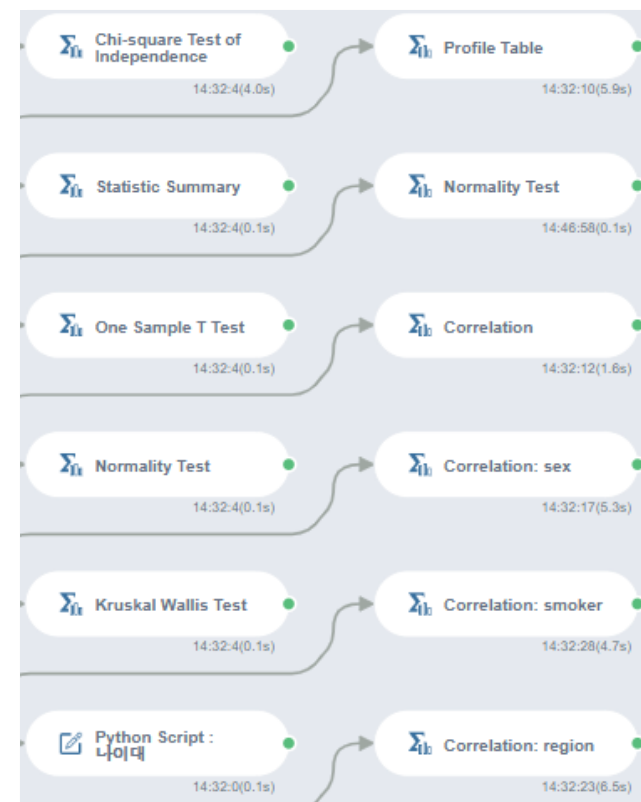 Chi-square Test of
Independence
14:32:4(4.0s)
Profile Table
14:32:10(5.9s)
Statistic Summary
14:32:4(0.1s)
Normality Test
14:46:58(0.1s)
One Sample T Test
14:32:4(0.1s)
Correlation
14:32:12(1.6s)
Normality Test
14:32:4(0.1s)
Correlation: sex
14:32:17(5.3s)
Kruskal Wallis Test
14:32:4(0.1s)
Correlation: smoker
14:32:28(4.7s)
Python Script :
나이대
14:32:0(0.1s)
Correlation: region
14:32:23(6.5s)